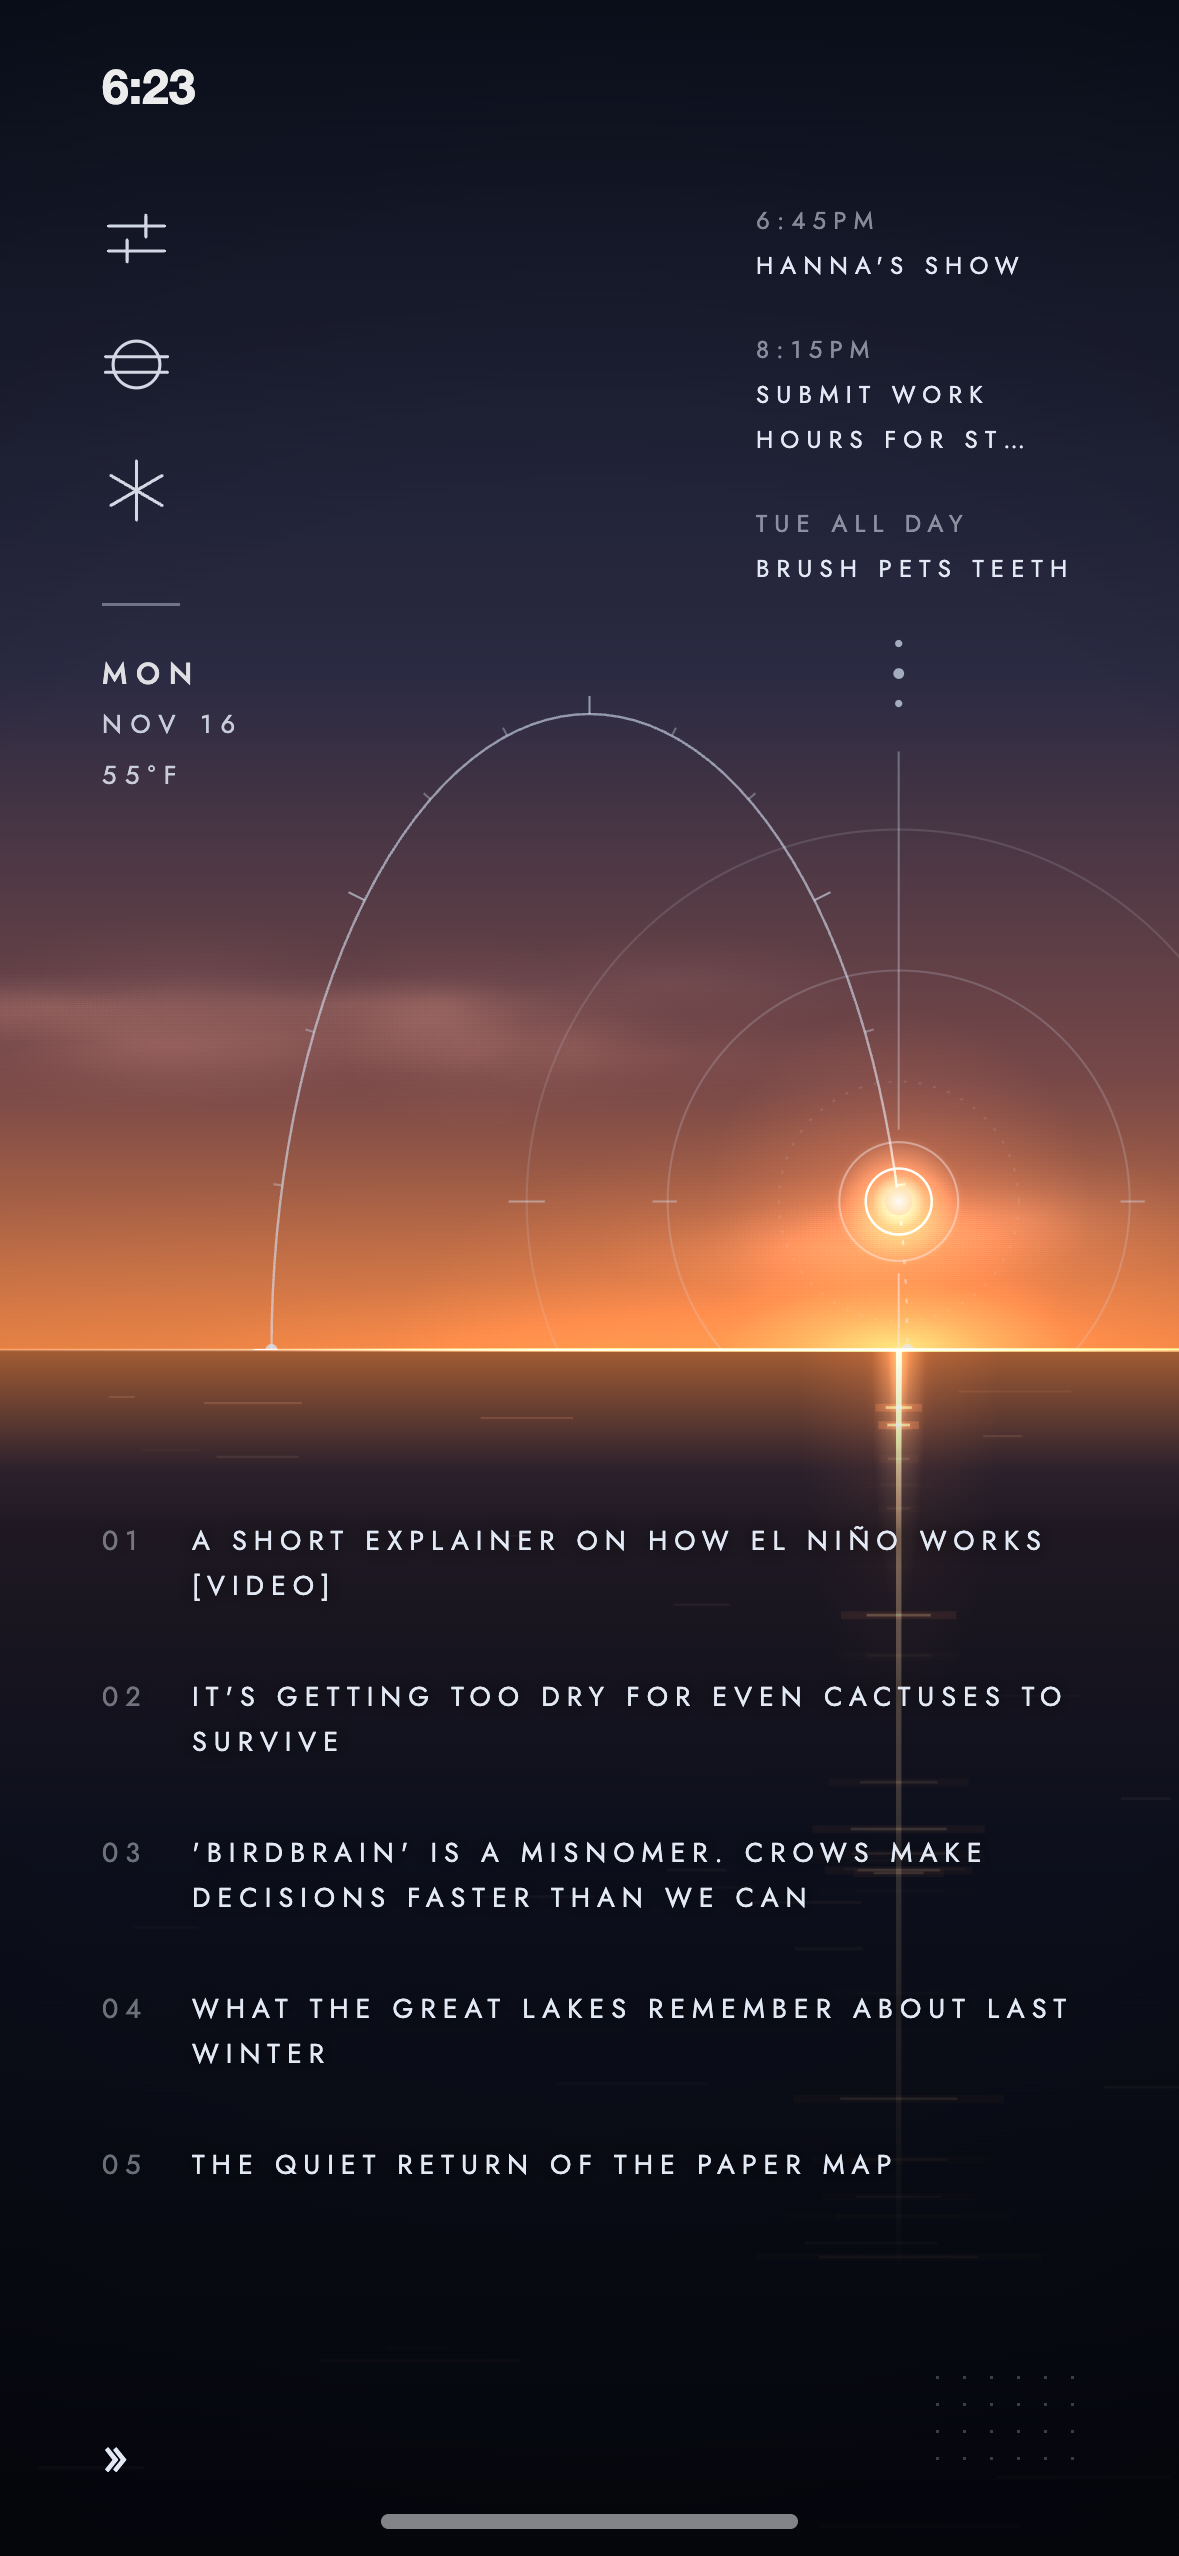 6:23
6:45PM
HANNA'S SHOW
8:15PM
SUBMIT WORK
HOURS FOR ST…
TUE ALL DAY
BRUSH PETS TEETH
MON
NOV 16
55°F
01 A SHORT EXPLAINER ON HOW EL NIÑO WORKS
[VIDEO]
02 IT'S GETTING TOO DRY FOR EVEN CACTUSES TO
SURVIVE
03 'BIRDBRAIN' IS A MISNOMER. CROWS MAKE
DECISIONS FASTER THAN WE CAN
04 WHAT THE GREAT LAKES REMEMBER ABOUT LAST
WINTER
05 THE QUIET RETURN OF THE PAPER MAP
»